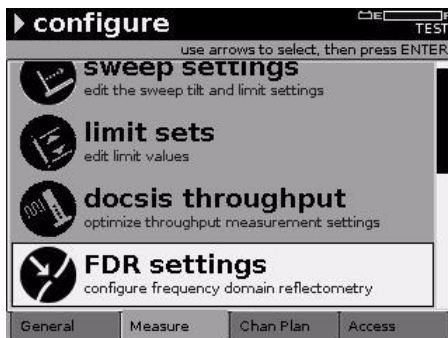 configure
E
TEST
use arrows to select, then press ENTER
sweep settings
edit the sweep tilt and limit settings
limit sets
edit limit values
docsis throughput
optimize throughput measurement settings
FDR settings
configure frequency domain reflectometry
General Measure Chan Plan Access